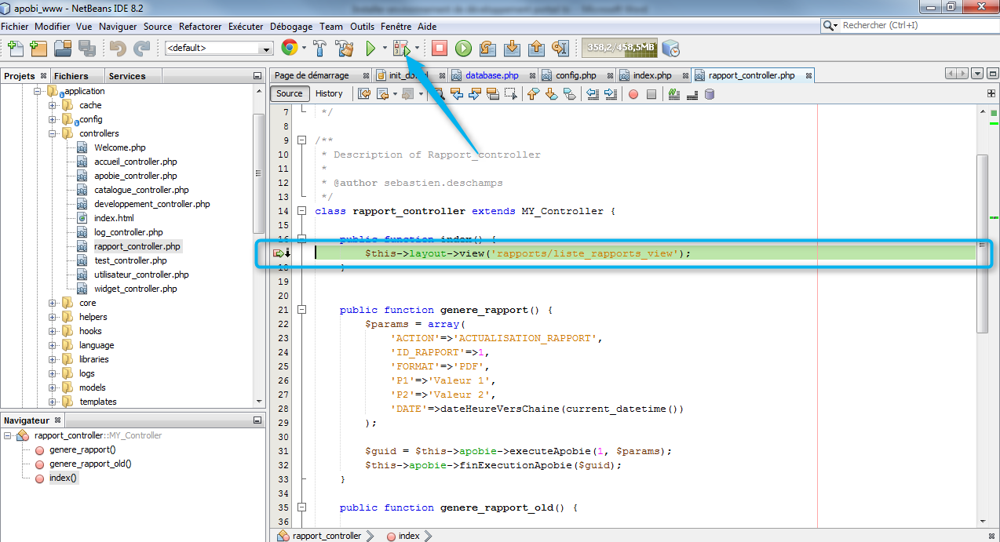 apobi_www - NetBeans IDE 8.2
Fichier Modifier Vue Naviguer Source Refactorer Exécuter Débogage Team Outils Fenêtre Aide
Rechercher (Ctrl+I)
<default>
358,2/458,5MB
Projets Fichiers Services
Page de démarrage database.php config.php index.php rapport_controller.php
Source History
application
cache
config
controllers
Welcome.php
accueil_controller.php
apobie_controller.php
catalogue_controller.php
developpement_controller.php
index.html
log_controller.php
rapport_controller.php
test_controller.php
utilisateur_controller.php
widget_controller.php
core
helpers
hooks
language
libraries
logs
models
templates
Navigateur
rapport_controller::MY_Controller
genere_rapport()
genere_rapport_old()
index()
7 */
8
9 /**
10 * Description of Rapport_controller
11 *
12 * @author sebastien.deschamps
13 */
14 class rapport_controller extends MY_Controller {
15
16 public function index() {
$this->layout->view('rapports/liste_rapports_view');
18 }
19
20
21 public function genere_rapport() {
22 $params = array(
23 'ACTION'=>'ACTUALISATION_RAPPORT',
24 'ID_RAPPORT'=>1,
25 'FORMAT'=>'PDF',
26 'P1'=>'Valeur 1',
27 'P2'=>'Valeur 2',
28 'DATE'=>dateHeureVersChaine(current_datetime())
29 );
30
31 $guid = $this->apobie->executeApobie(1, $params);
32 $this->apobie->finExecutionApobie($guid);
33 }
34
35 public function genere_rapport_old() {
36
rapport_controller index